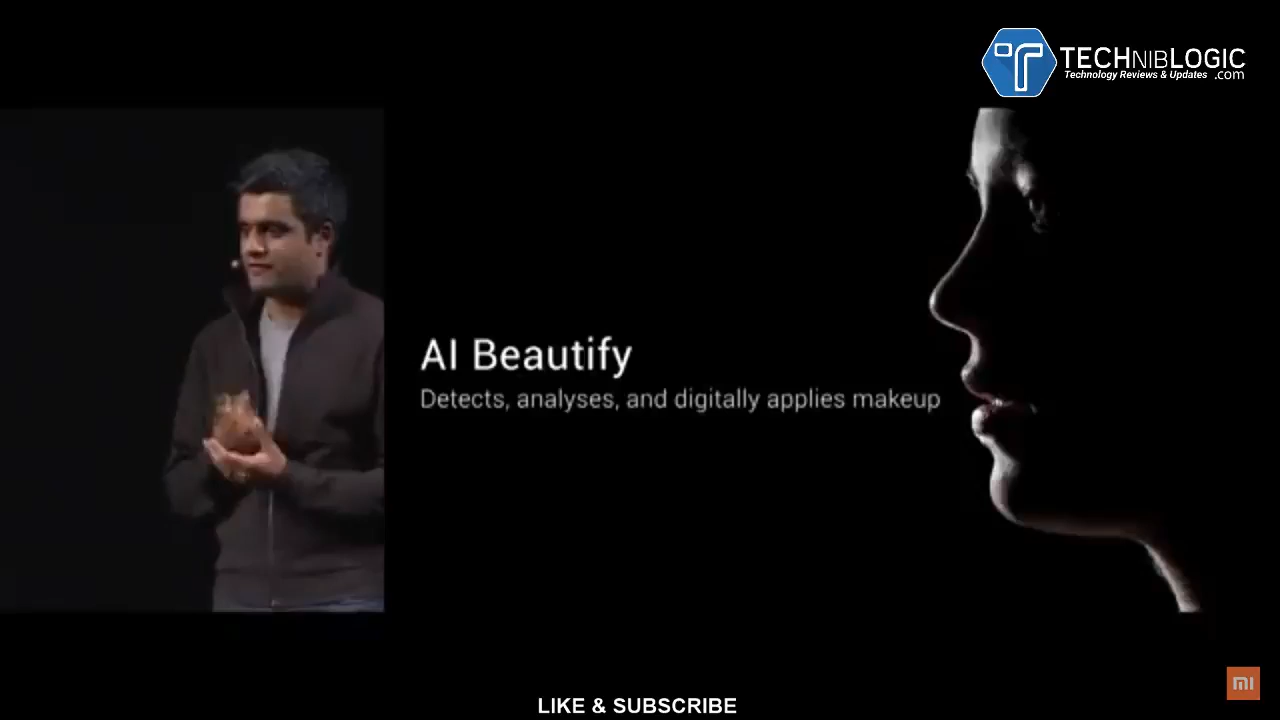 TECHNIBLOGIC
Technology Reviews & Updates .com
AI Beautify
Detects, analyses, and digitally applies makeup
mi
LIKE & SUBSCRIBE